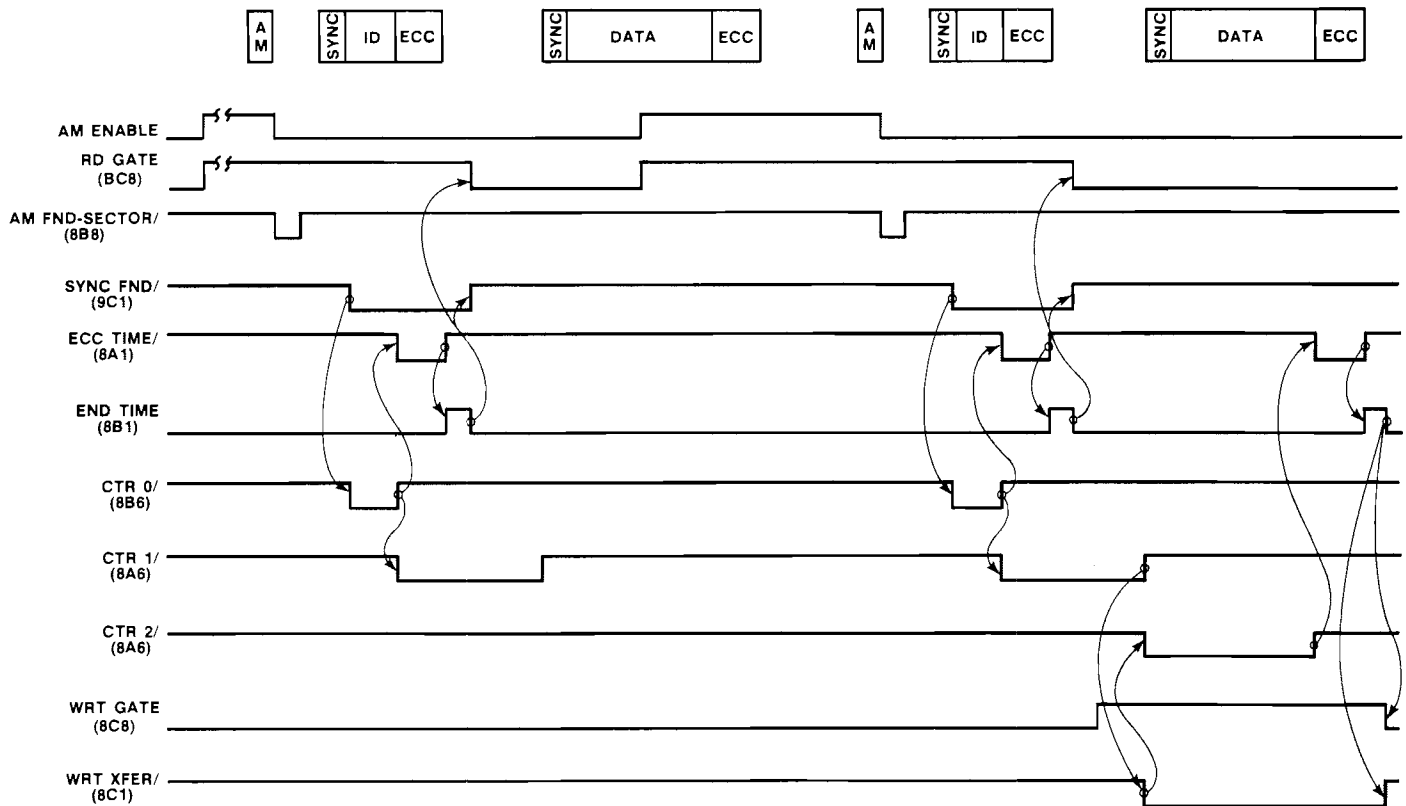 AM SYNC ID ECC SYNC DATA ECC AM SYNC ID ECC SYNC DATA ECC
AM ENABLE
RD GATE
(BC8)
AM FND-SECTOR/
(8B8)
SYNC FND/
(9C1)
ECC TIME/
(8A1)
END TIME
(8B1)
CTR 0/
(8B6)
CTR 1/
(8A6)
CTR 2/
(8A6)
WRT GATE
(8C8)
WRT XFER/
(8C1)